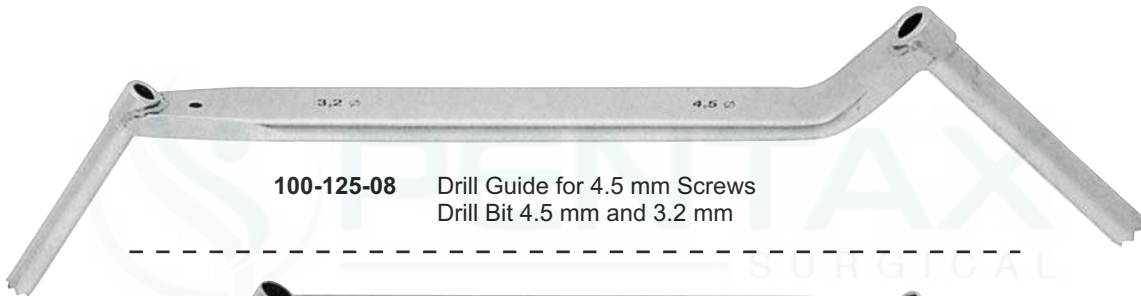 3,2 ⌀
4,5 ⌀
100-125-08 Drill Guide for 4.5 mm Screws
Drill Bit 4.5 mm and 3.2 mm
PENTAX
SURGICAL